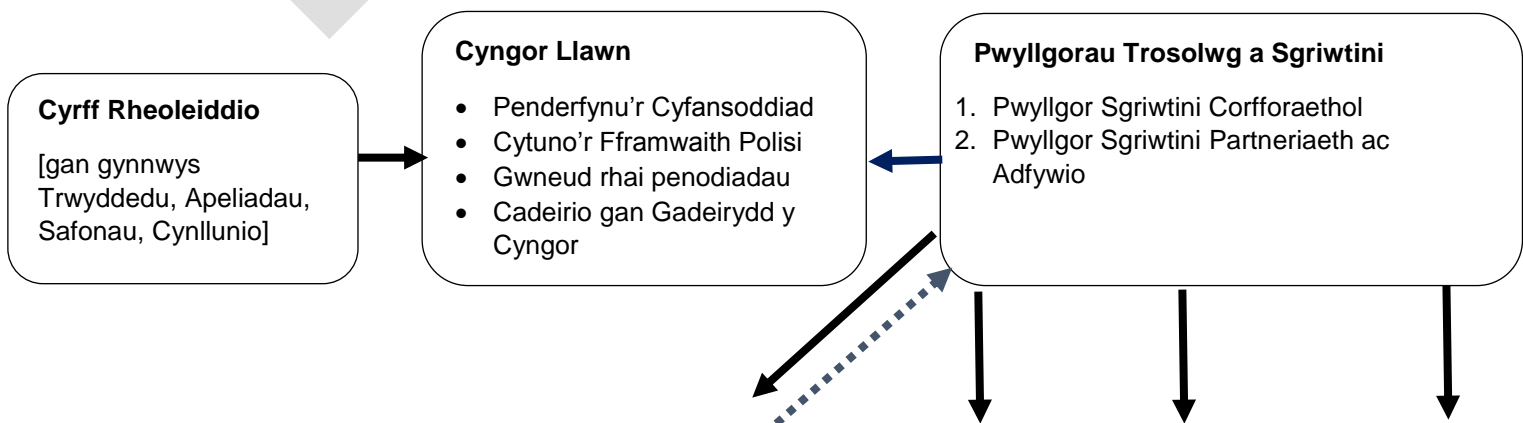 Cyrff Rheoleiddio
[gan gynnwys
Trwyddedu, Apeliadau,
Safonau, Cynllunio]
Cyngor Llawn
• Penderfynu'r Cyfansoddiad
• Cytuno'r Fframwaith Polisi
• Gwneud rhai penodiadau
• Cadeirio gan Gadeirydd y
Cyngor
Pwyllgorau Trosolwg a Sgriwtini
1. Pwyllgor Sgriwtini Corfforaethol
2. Pwyllgor Sgriwtini Partneriaeth ac
Adfywio